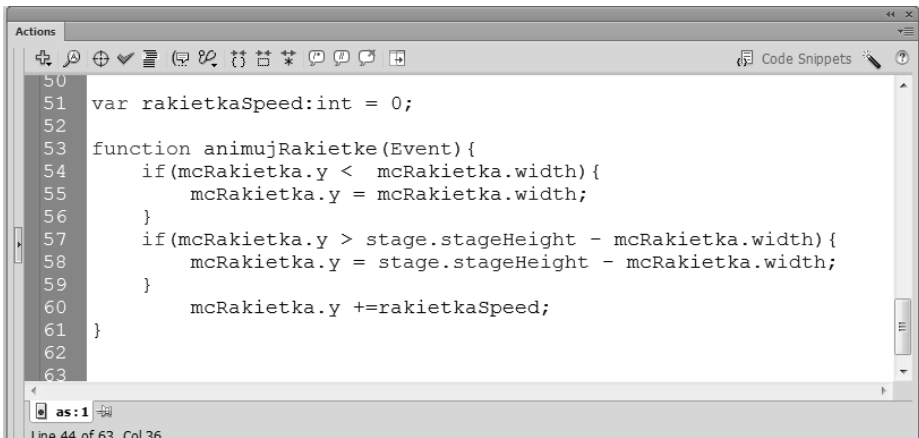 Actions
Code Snippets
50
51 var rakietkaSpeed:int = 0;
52
53 function animujRakietke(Event){
54 if(mcRakietka.y <  mcRakietka.width){
55 mcRakietka.y = mcRakietka.width;
56 }
57 if(mcRakietka.y > stage.stageHeight - mcRakietka.width){
58 mcRakietka.y = stage.stageHeight - mcRakietka.width;
59 }
60 mcRakietka.y +=rakietkaSpeed;
61 }
62
63
as:1
Line 44 of 63, Col 36